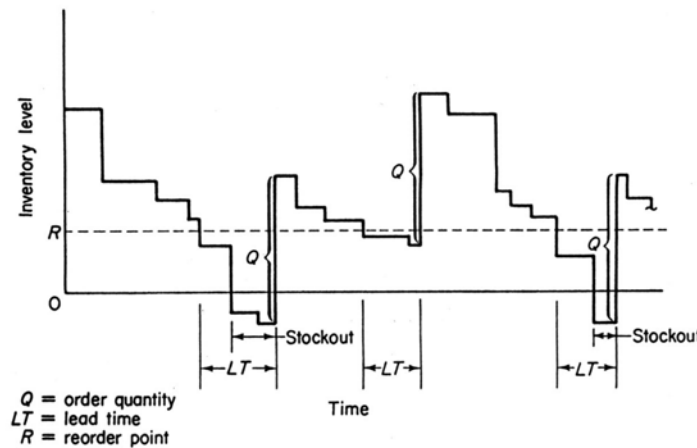 Inventory level
R
O
Q
Q
Q
Stockout
Stockout
LT
LT
LT
Time
Q = order quantity
LT = lead time
R = reorder point